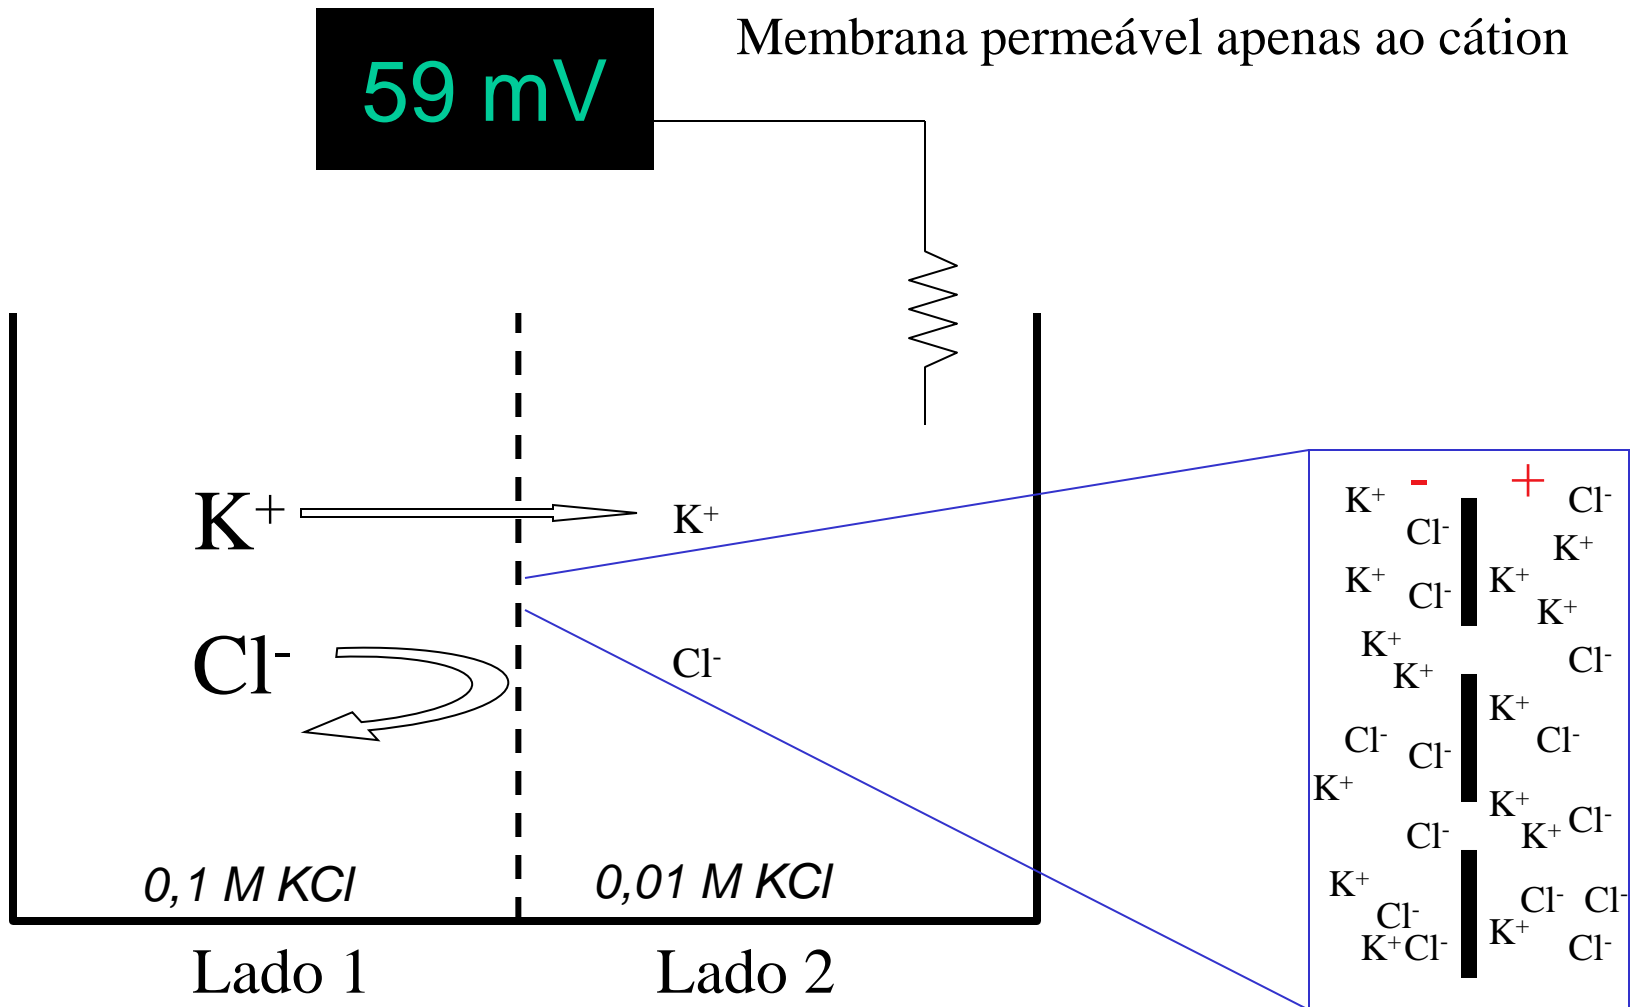 Membrana permeável apenas ao cátion
59 mV
K⁺
K⁺
Cl⁻
Cl⁻
0,1 M KCl
0,01 M KCl
Lado 1
Lado 2
- +
K⁺
Cl⁻
Cl⁻
K⁺
K⁺
K⁺
Cl⁻
K⁺
K⁺
Cl⁻
K⁺
K⁺
Cl⁻
Cl⁻
Cl⁻
Cl⁻
K⁺
K⁺
Cl⁻
Cl⁻
K⁺
K⁺
Cl⁻
Cl⁻
Cl⁻
K⁺
K⁺Cl⁻
Cl⁻